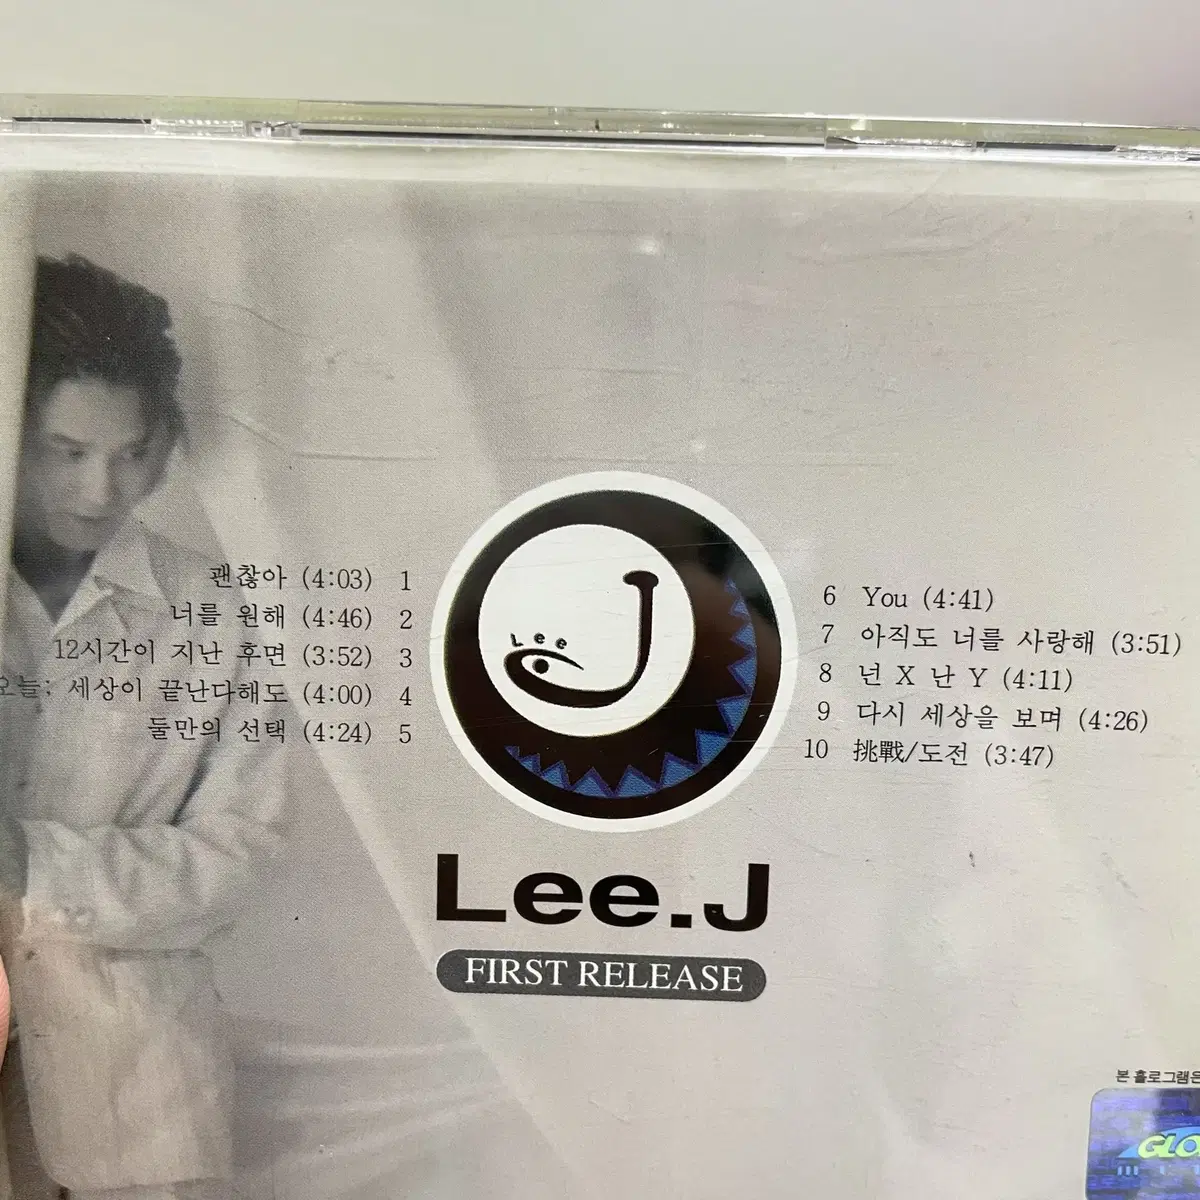 괜찮아 (4:03) 1
너를 원해 (4:46) 2
12시간이 지난 후면 (3:52) 3
오늘; 세상이 끝난다해도 (4:00) 4
둘만의 선택 (4:24) 5
6 You (4:41)
7 아직도 너를 사랑해 (3:51)
8 넌 X 난 Y (4:11)
9 다시 세상을 보며 (4:26)
10 挑戰/도전 (3:47)
Lee
J
Lee.J
FIRST RELEASE
본 홀로그램은